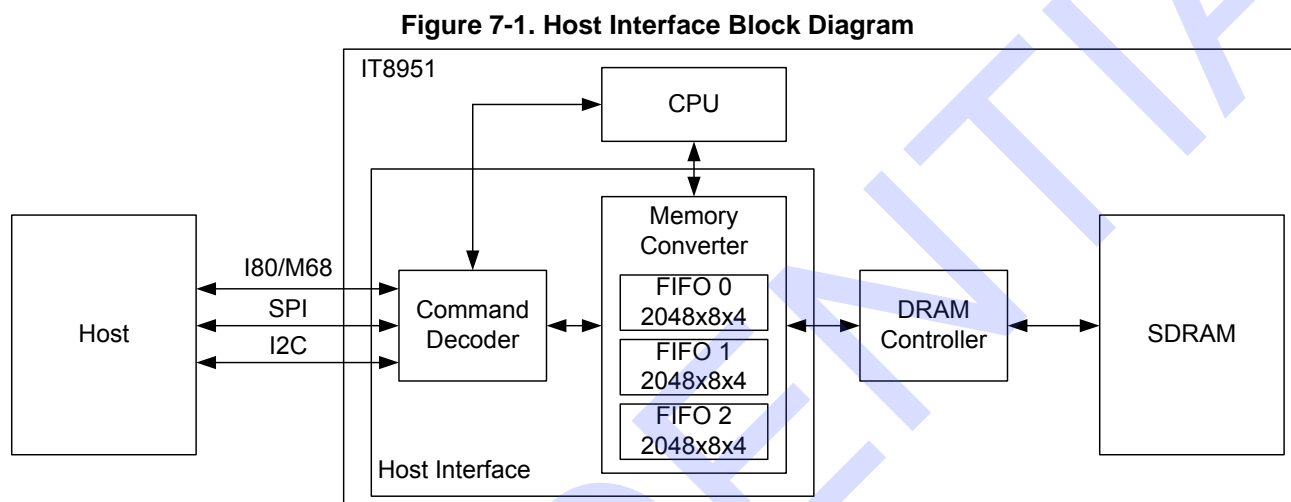 Figure 7-1. Host Interface Block Diagram
IT8951
CPU
Host
I80/M68
SPI
I2C
Command
Decoder
Memory
Converter
FIFO 0
2048x8x4
FIFO 1
2048x8x4
FIFO 2
2048x8x4
Host Interface
DRAM
Controller
SDRAM
ENTIA